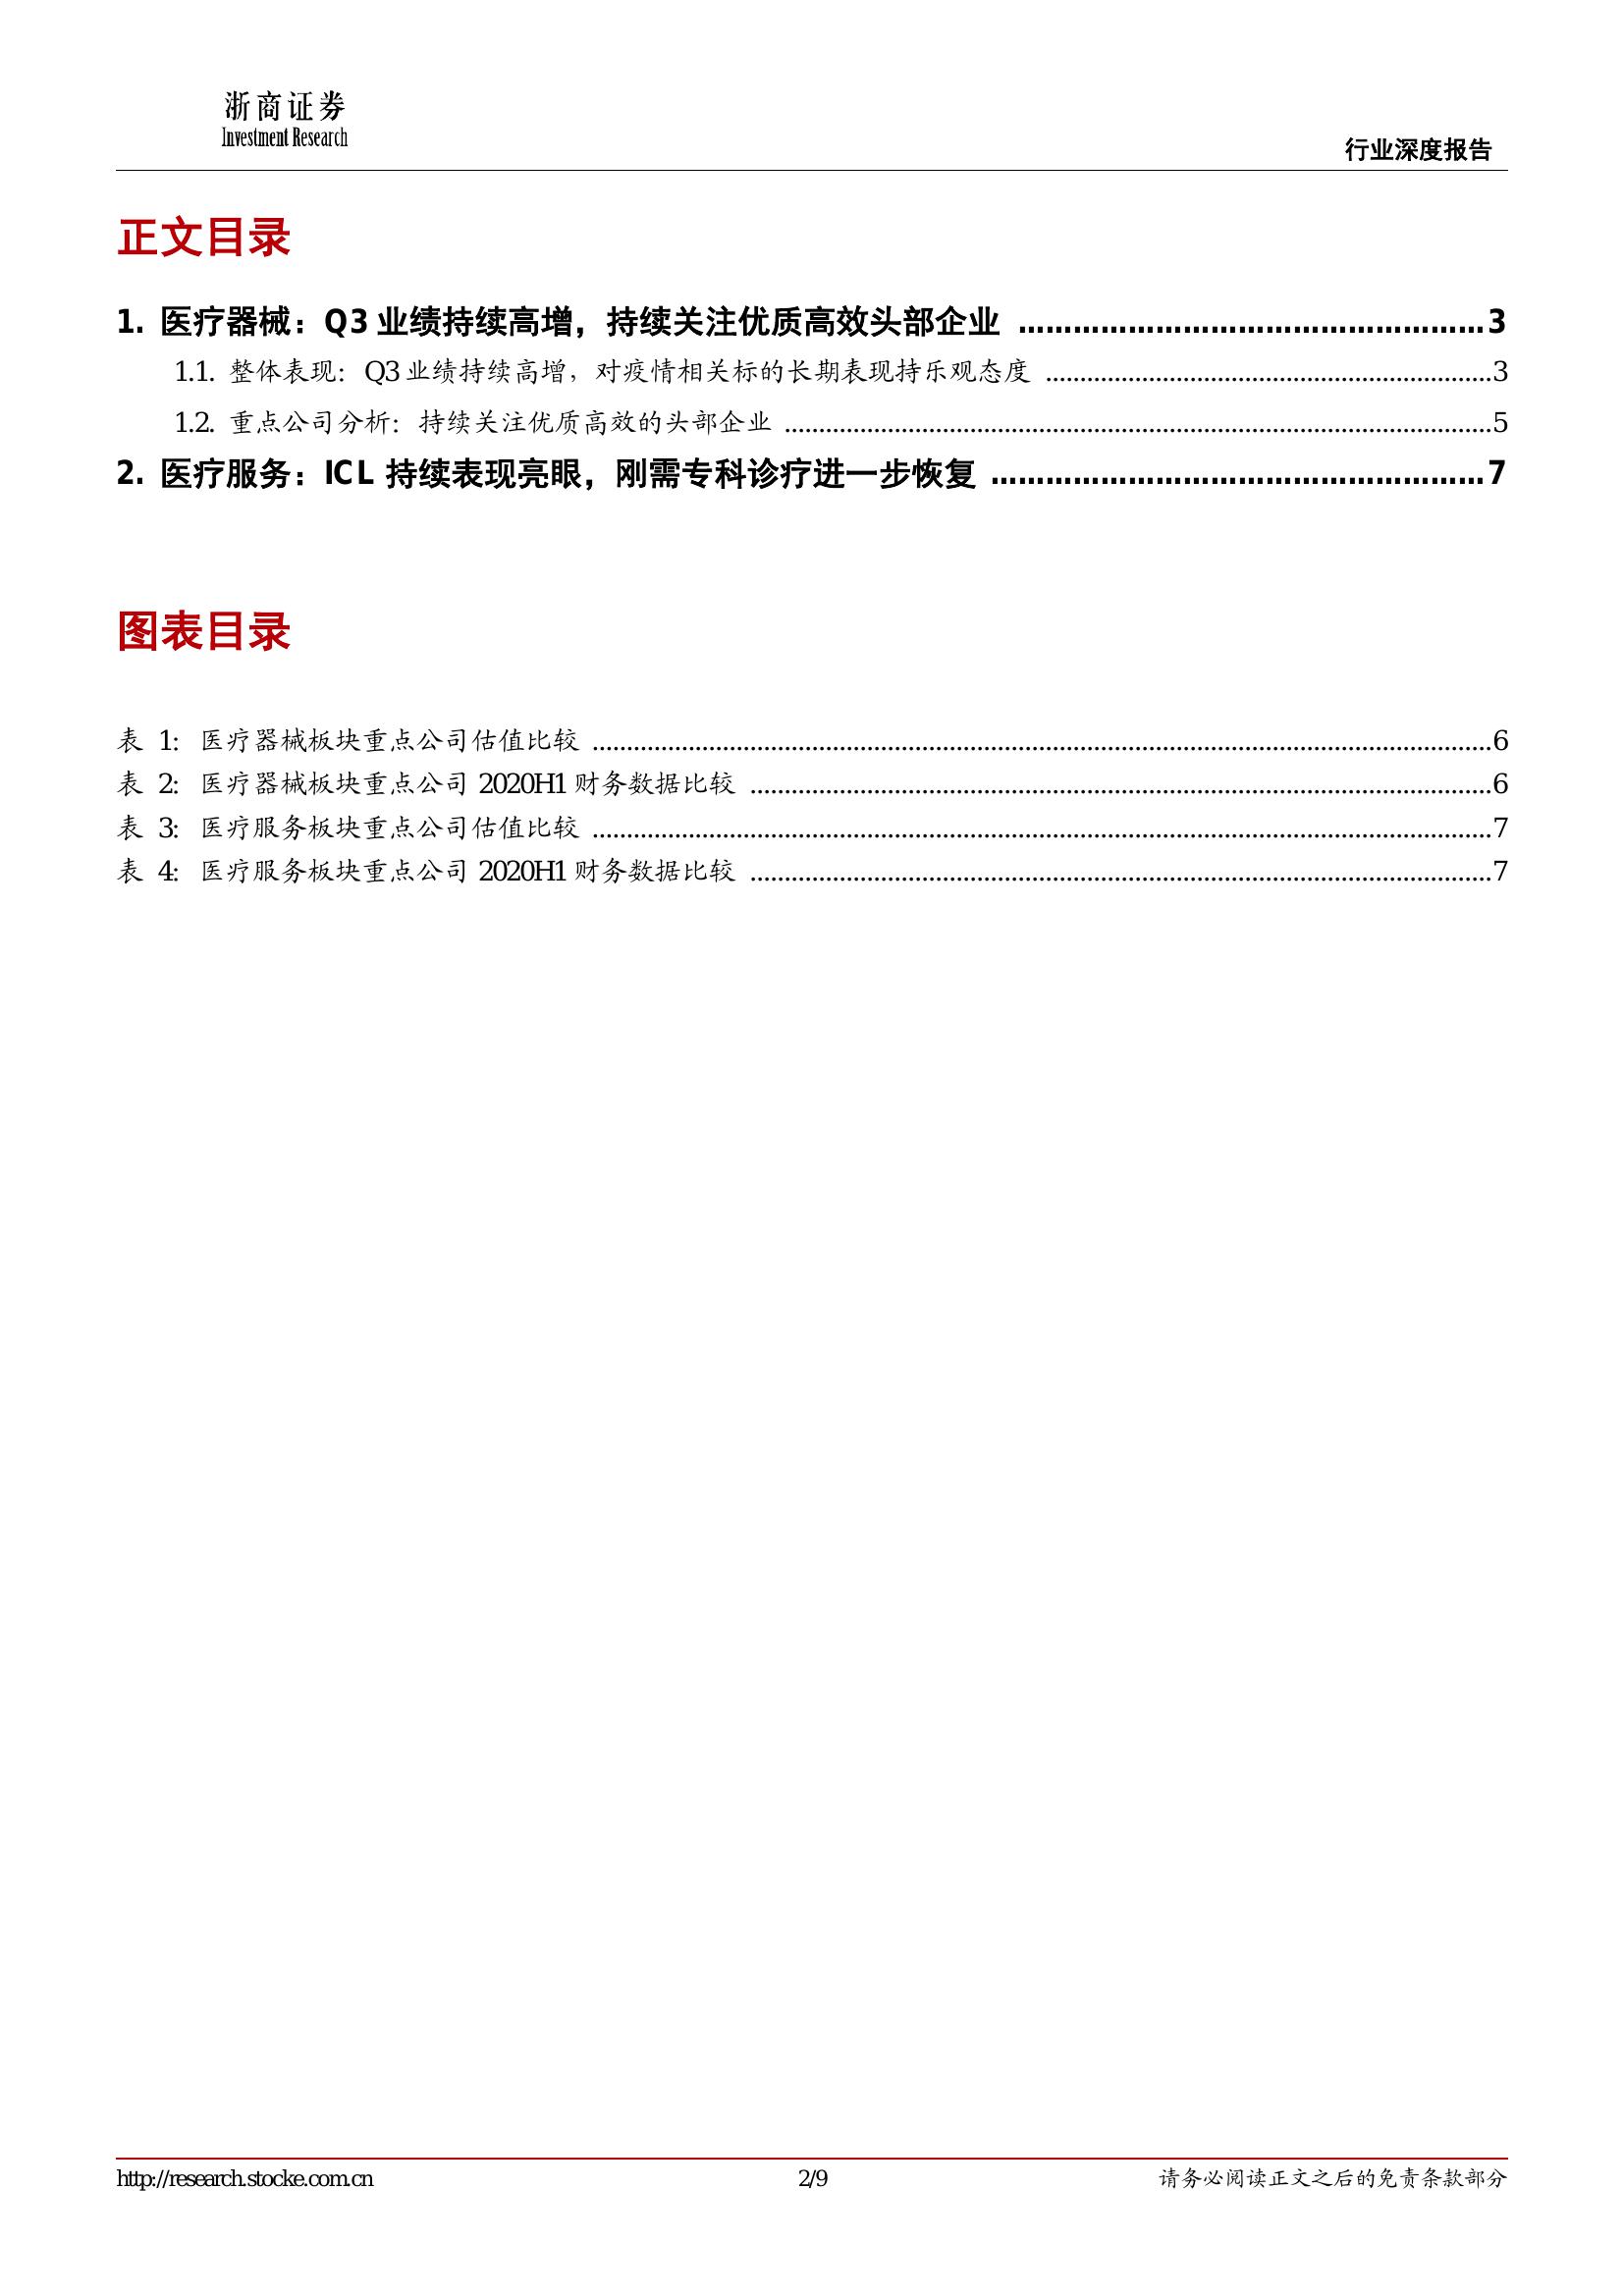 浙商证券
Investment Research
行业深度报告
正文目录
1. 医疗器械：Q3 业绩持续高增，持续关注优质高效头部企业 ................................................... 3
1.1. 整体表现：Q3 业绩持续高增，对疫情相关标的长期表现持乐观态度 ................................................................. 3
1.2. 重点公司分析：持续关注优质高效的头部企业 ....................................................................................................... 5
2. 医疗服务：ICL 持续表现亮眼，刚需专科诊疗进一步恢复 ...................................................... 7
图表目录
表 1： 医疗器械板块重点公司估值比较 ................................................................................................................................... 6
表 2： 医疗器械板块重点公司 2020H1 财务数据比较 ............................................................................................................ 6
表 3： 医疗服务板块重点公司估值比较 ................................................................................................................................... 7
表 4： 医疗服务板块重点公司 2020H1 财务数据比较 ............................................................................................................ 7
http://research.stocke.com.cn
2/9
请务必阅读正文之后的免责条款部分